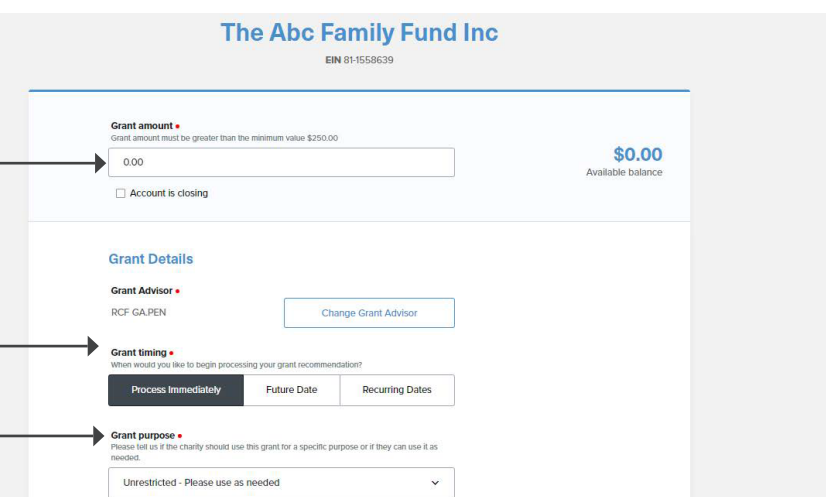 The Abc Family Fund Inc
EIN 81-1558639
Grant amount •
Grant amount must be greater than the minimum value $250.00
0.00
$0.00
Available balance
Account is closing
Grant Details
Grant Advisor •
RCF GA.PEN
Change Grant Advisor
Grant timing •
When would you like to begin processing your grant recommendation?
Process Immediately
Future Date
Recurring Dates
Grant purpose •
Please tell us if the charity should use this grant for a specific purpose or if they can use it as
needed.
Unrestricted - Please use as needed